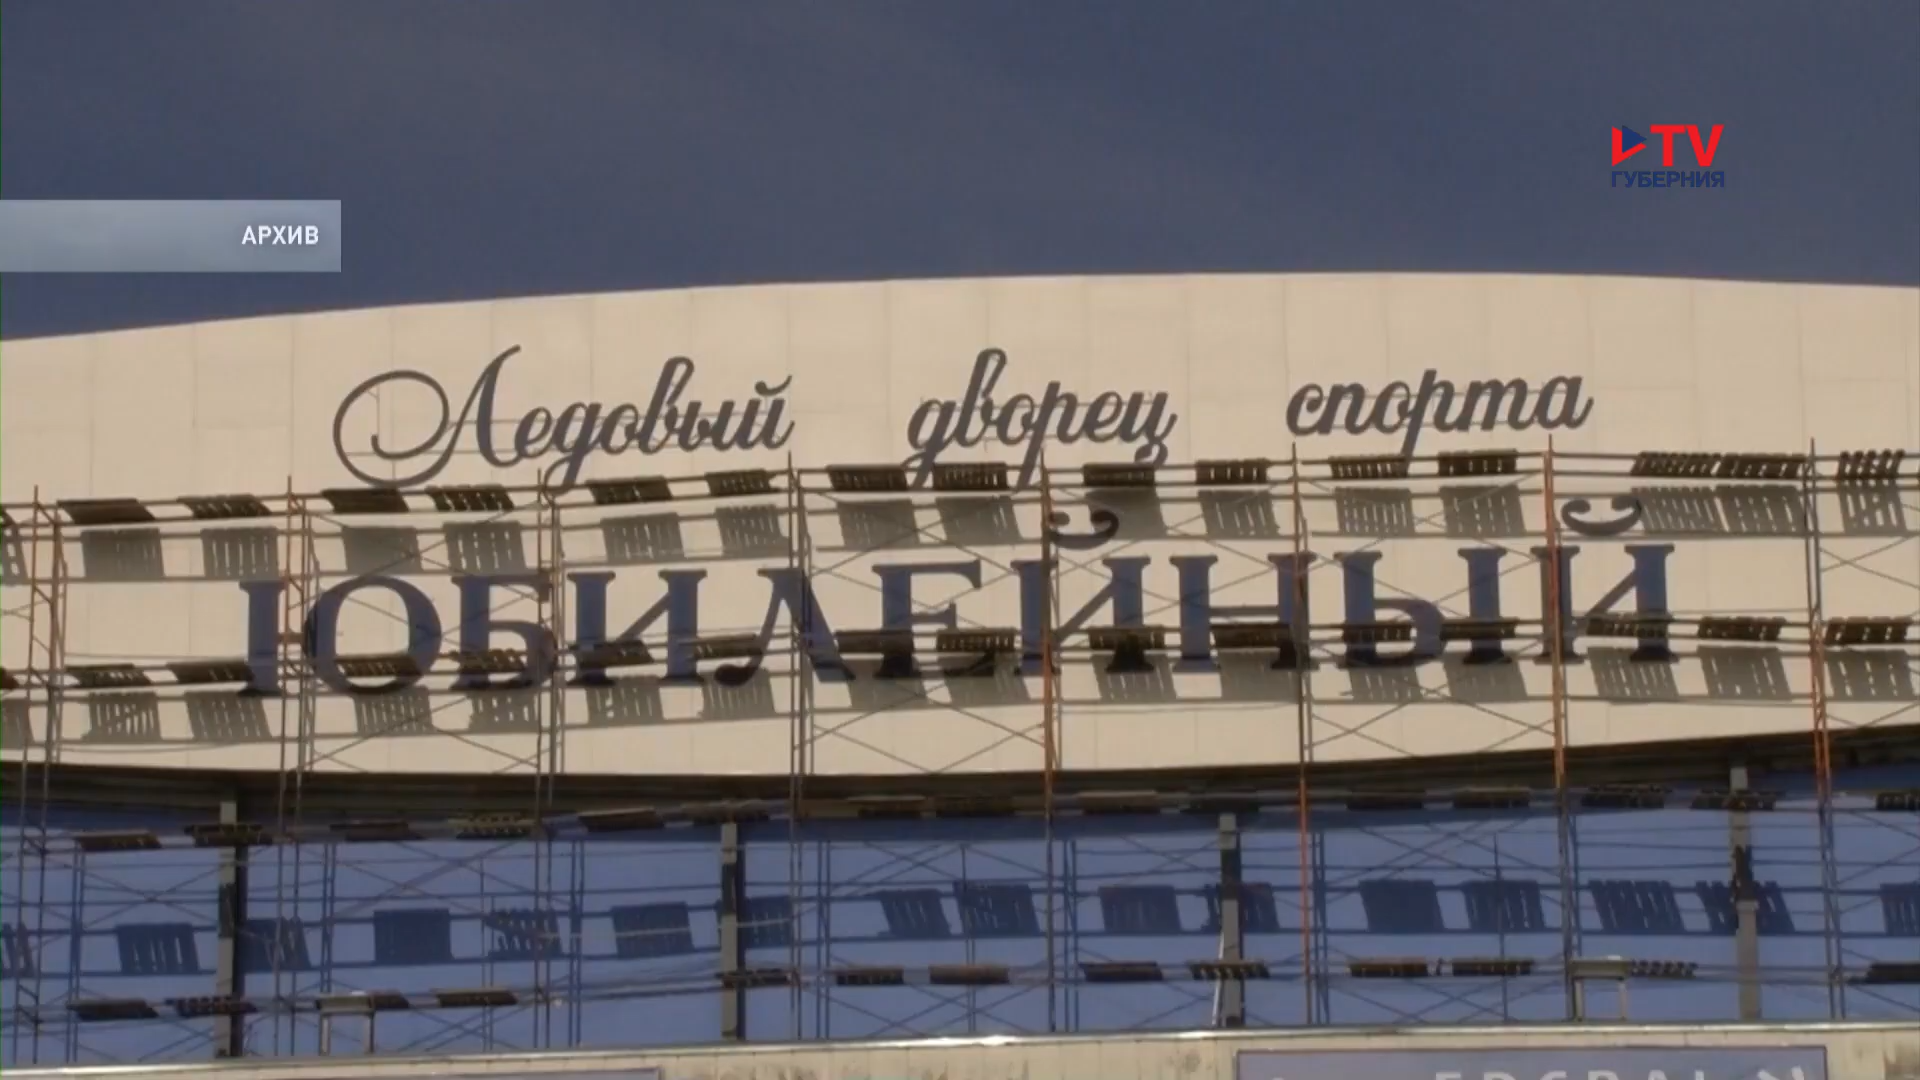 TV
ГУБЕРНИЯ
АРХИВ
Ледовый дворец спорта
ЮБИЛЕЙНЫЙ